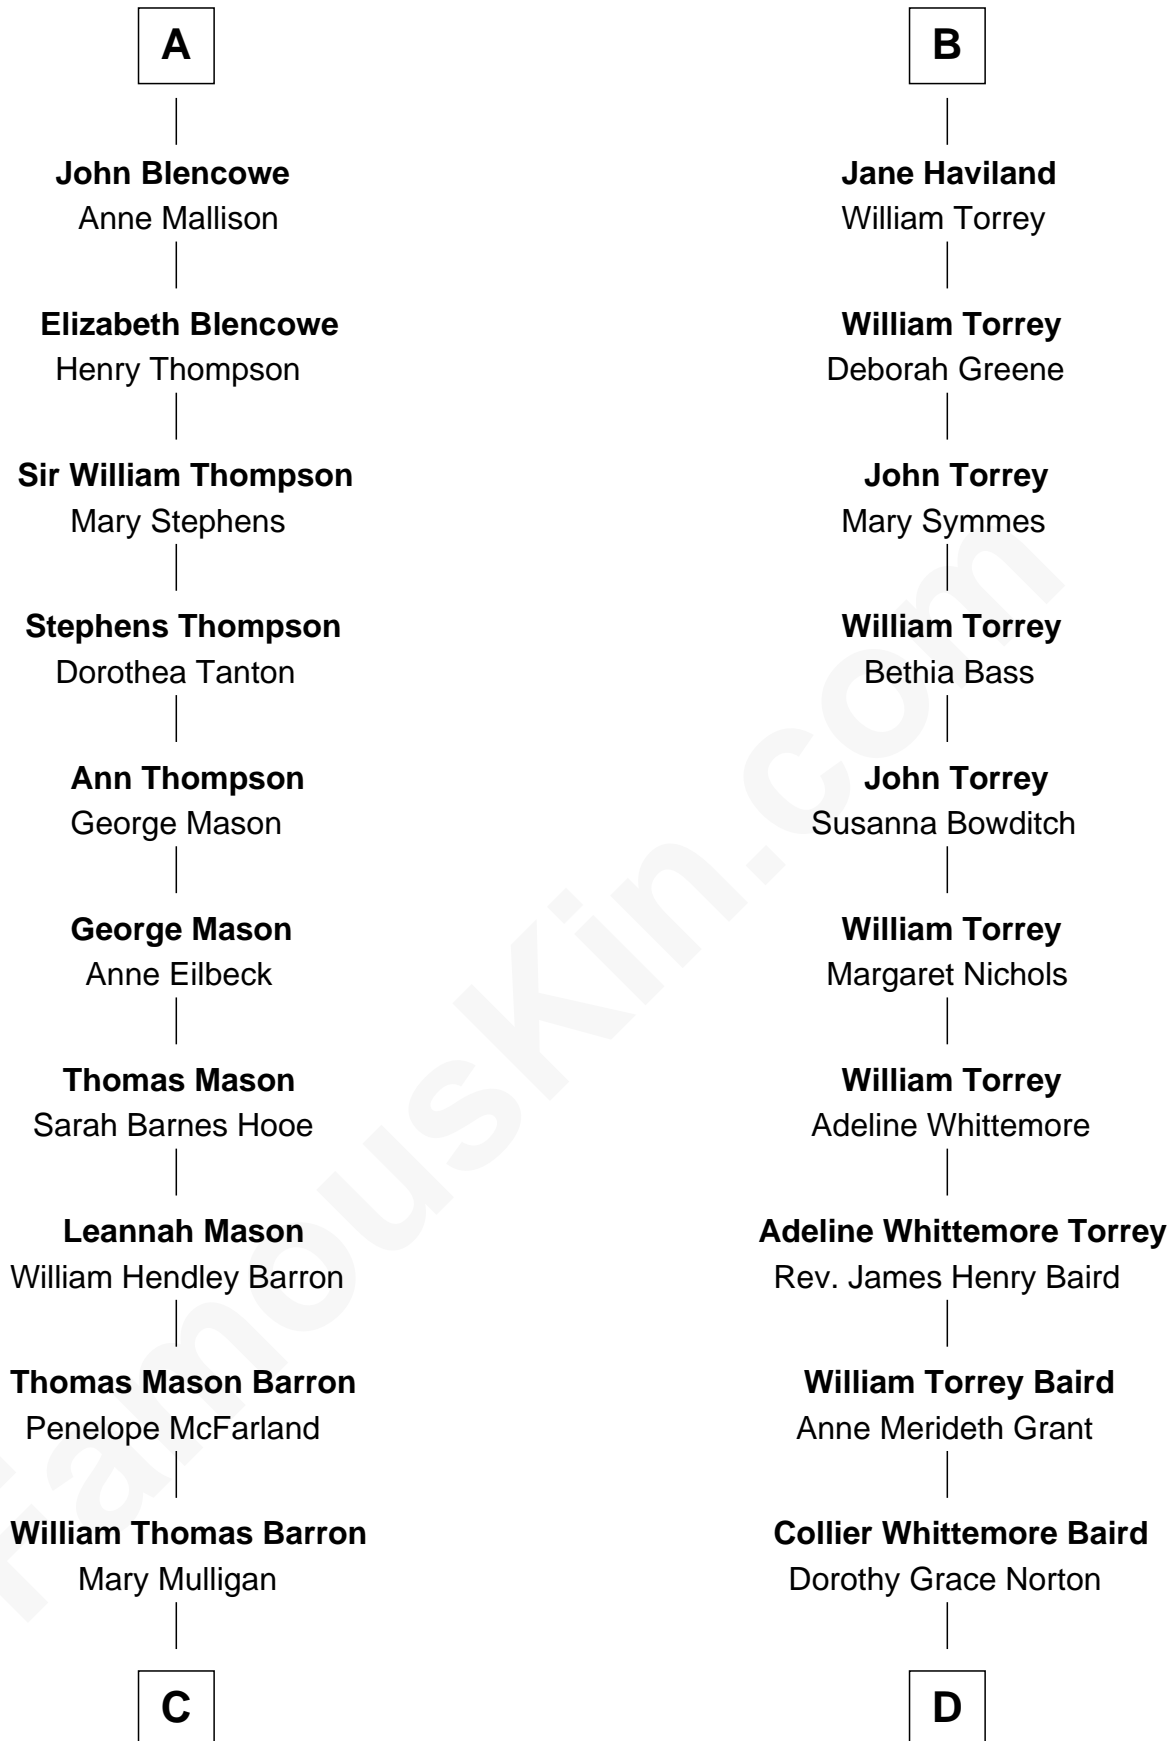 A
John Blencowe
Anne Mallison
Elizabeth Blencowe
Henry Thompson
Sir William Thompson
Mary Stephens
Stephens Thompson
Dorothea Tanton
Ann Thompson
George Mason
George Mason
Anne Eilbeck
Thomas Mason
Sarah Barnes Hooe
Leannah Mason
William Hendley Barron
Thomas Mason Barron
Penelope McFarland
William Thomas Barron
Mary Mulligan
C
B
Jane Haviland
William Torrey
William Torrey
Deborah Greene
John Torrey
Mary Symmes
William Torrey
Bethia Bass
John Torrey
Susanna Bowditch
William Torrey
Margaret Nichols
William Torrey
Adeline Whittemore
Adeline Whittemore Torrey
Rev. James Henry Baird
William Torrey Baird
Anne Merideth Grant
Collier Whittemore Baird
Dorothy Grace Norton
D
FamousKin.com